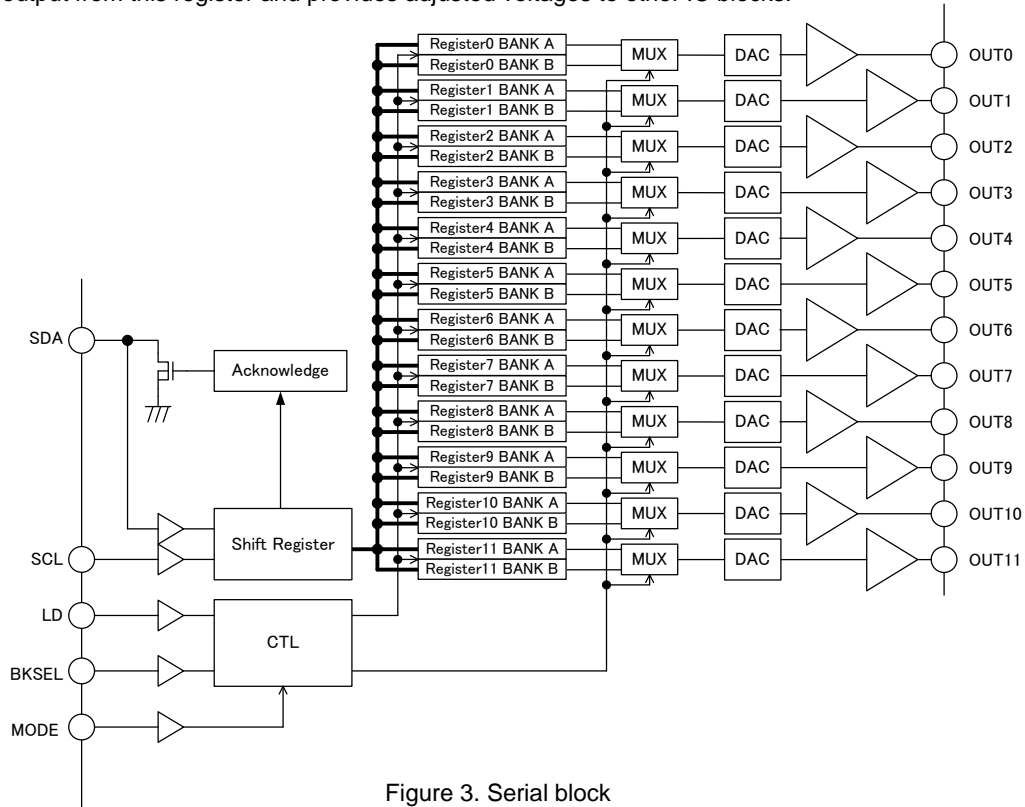 output from this register and provides adjusted voltages to other IC blocks.
Register0 BANK A
Register0 BANK B
MUX
DAC
OUT0
Register1 BANK A
Register1 BANK B
MUX
DAC
OUT1
Register2 BANK A
Register2 BANK B
MUX
DAC
OUT2
Register3 BANK A
Register3 BANK B
MUX
DAC
OUT3
Register4 BANK A
Register4 BANK B
MUX
DAC
OUT4
Register5 BANK A
Register5 BANK B
MUX
DAC
OUT5
SDA
Acknowledge
Register6 BANK A
Register6 BANK B
MUX
DAC
OUT6
Register7 BANK A
Register7 BANK B
MUX
DAC
OUT7
Register8 BANK A
Register8 BANK B
MUX
DAC
OUT8
Register9 BANK A
Register9 BANK B
MUX
DAC
OUT9
Register10 BANK A
Register10 BANK B
MUX
DAC
OUT10
SCL
Shift Register
Register11 BANK A
Register11 BANK B
MUX
DAC
OUT11
LD
CTL
BKSEL
MODE
Figure 3. Serial block